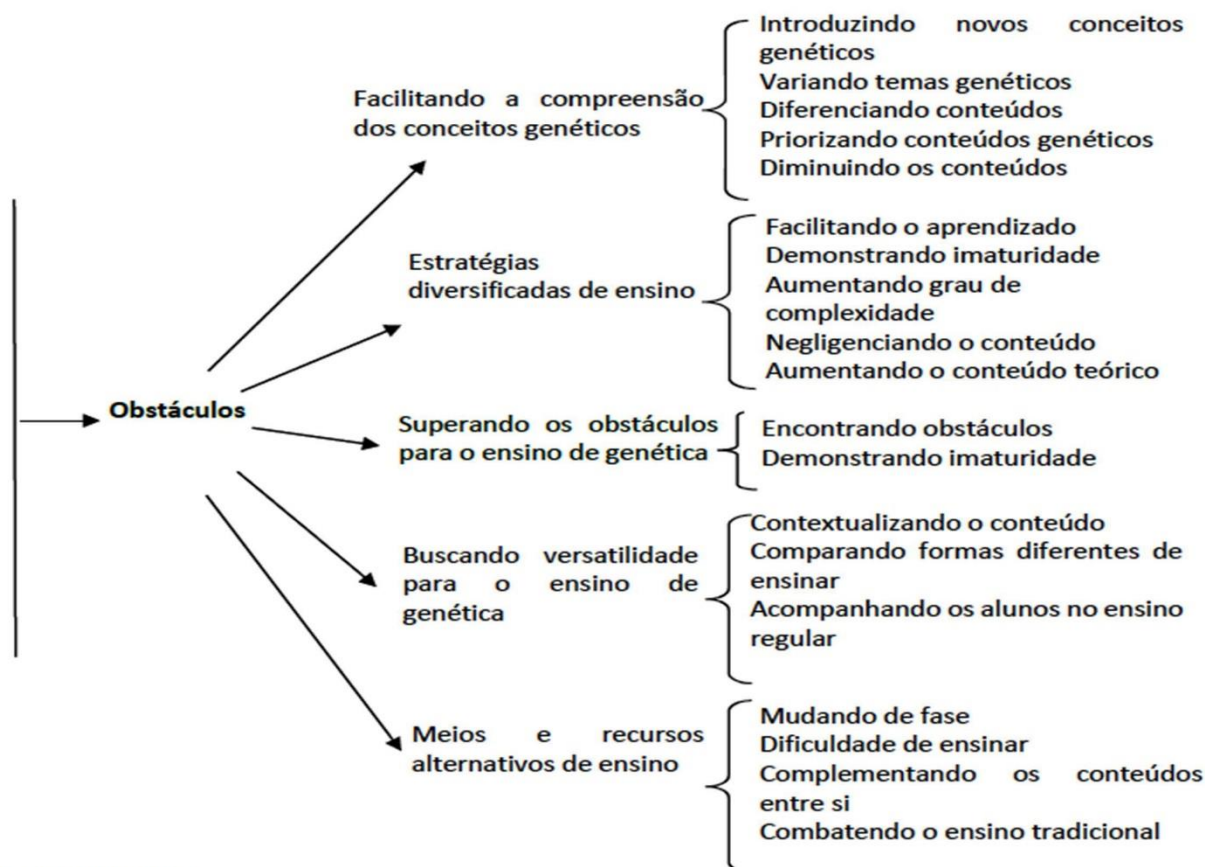 Introduzindo novos conceitos
genéticos
Variando temas genéticos
Diferenciando conteúdos
Priorizando conteúdos genéticos
Diminuindo os conteúdos
Facilitando a compreensão
dos conceitos genéticos
Facilitando o aprendizado
Demonstrando imaturidade
Aumentando grau de
complexidade
Negligenciando o conteúdo
Aumentando o conteúdo teórico
Estratégias
diversificadas de ensino
Obstáculos
Superando os obstáculos
para o ensino de genética
Encontrando obstáculos
Demonstrando imaturidade
Buscando versatilidade
para o ensino de
genética
Contextualizando o conteúdo
Comparando formas diferentes de
ensinar
Acompanhando os alunos no ensino
regular
Meios e recursos
alternativos de ensino
Mudando de fase
Dificuldade de ensinar
Complementando os conteúdos
entre si
Combatendo o ensino tradicional